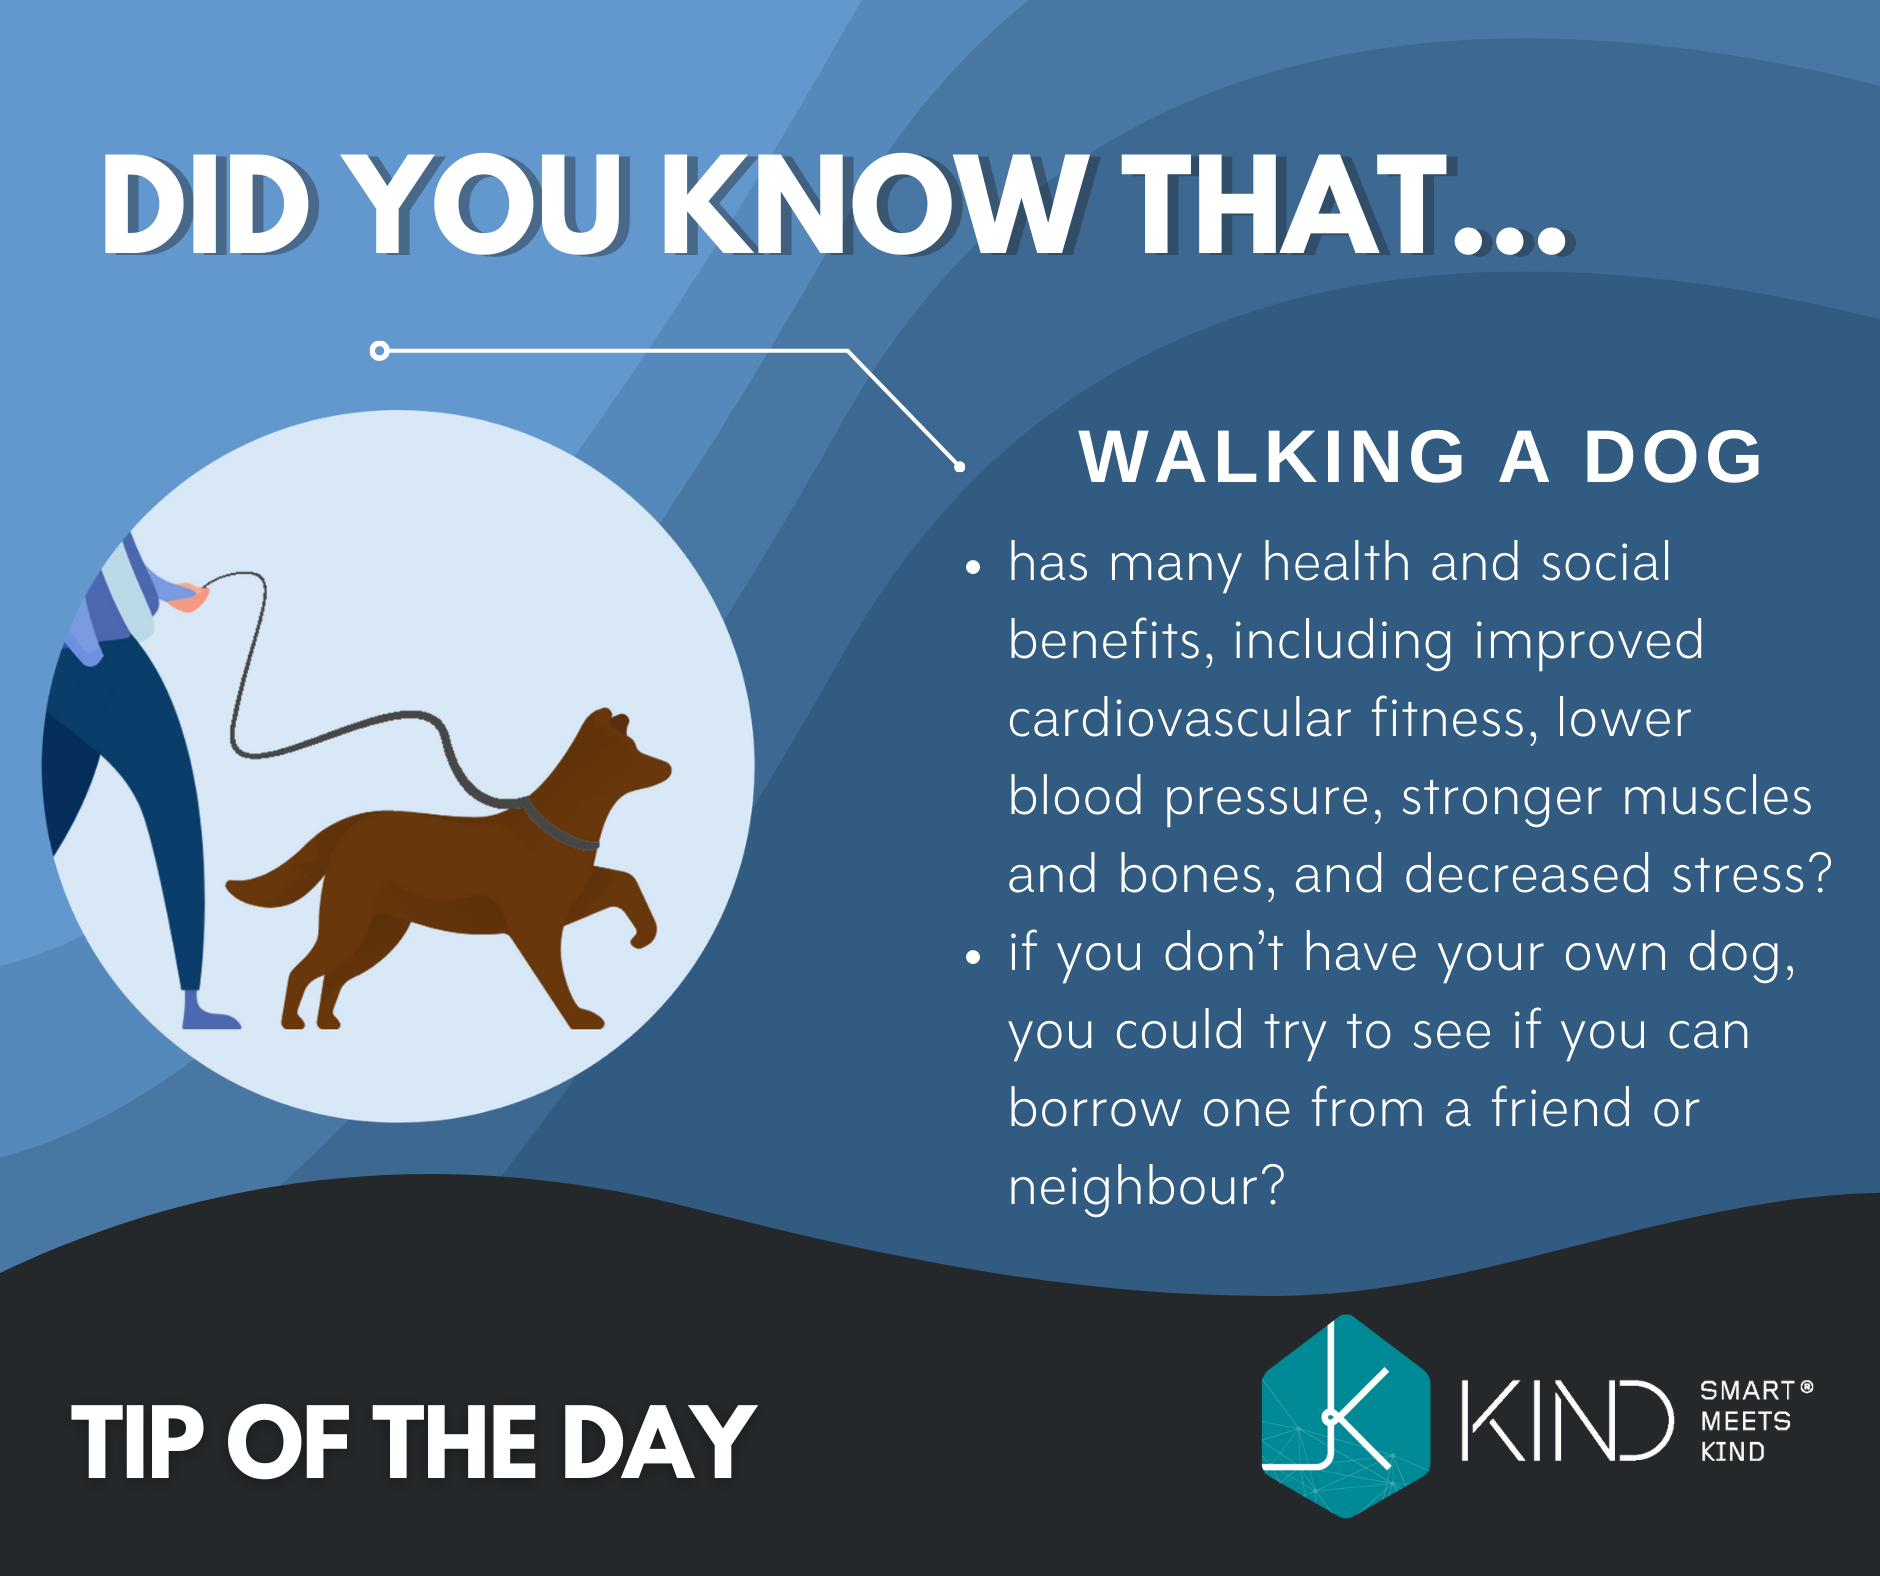 DID YOU KNOW THAT...
WALKING A DOG
• has many health and social
benefits, including improved
cardiovascular fitness, lower
blood pressure, stronger muscles
and bones, and decreased stress?
• if you don’t have your own dog,
you could try to see if you can
borrow one from a friend or
neighbour?
TIP OF THE DAY
KIND
SMART®
MEETS
KIND